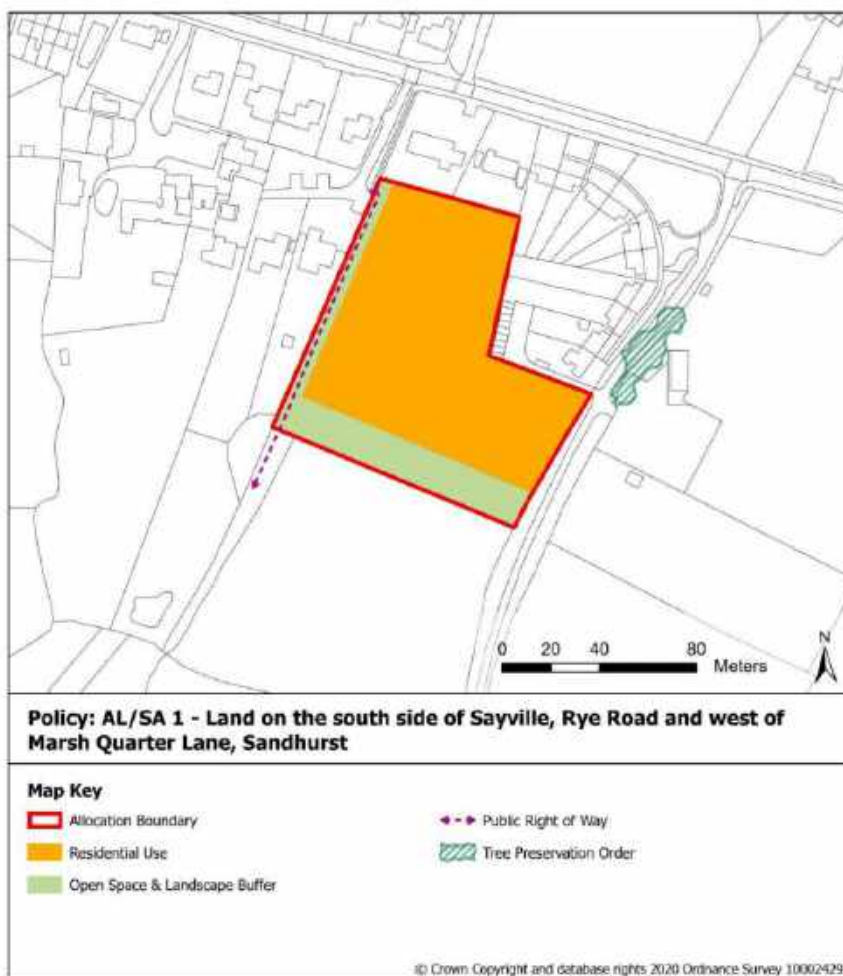 0 20 40 80
Meters
N
Policy: AL/SA 1 - Land on the south side of Sayville, Rye Road and west of
Marsh Quarter Lane, Sandhurst
Map Key
Allocation Boundary
Residential Use
Open Space & Landscape Buffer
Public Right of Way
Tree Preservation Order
© Crown Copyright and database rights 2020 Ordnance Survey 10002429